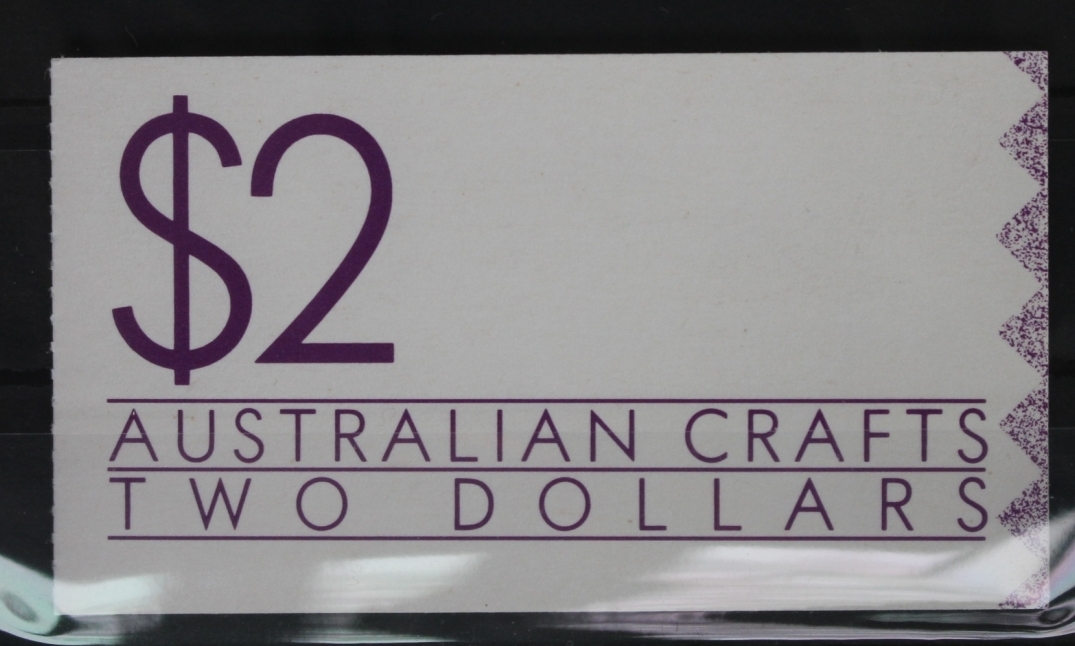 $2
AUSTRALIAN CRAFTS
TWO DOLLARS